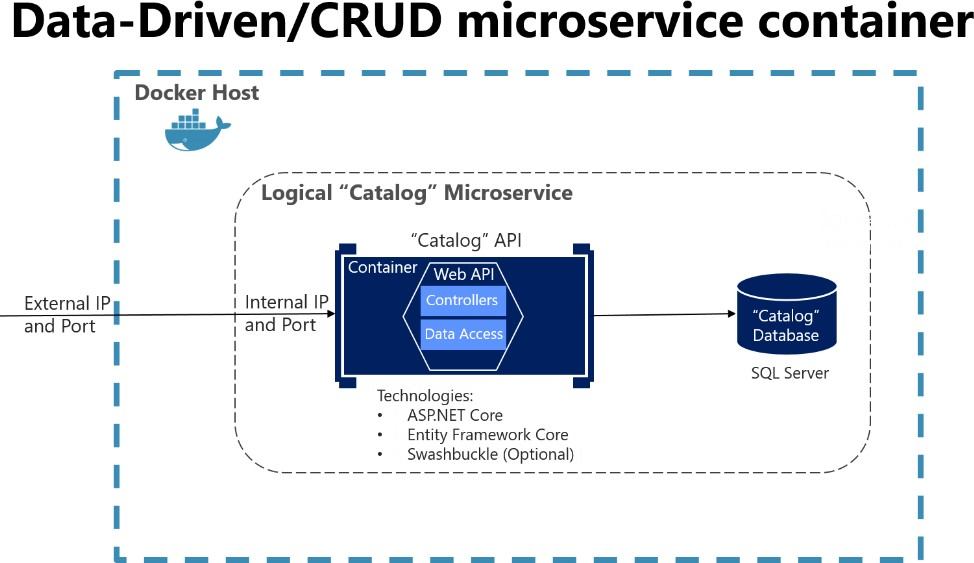 Data-Driven/CRUD microservice container
Docker Host
Logical “Catalog” Microservice
“Catalog” API
Container
Web API
Controllers
Data Access
External IP
and Port
Internal IP
and Port
“Catalog”
Database
SQL Server
Technologies:
• ASP.NET Core
• Entity Framework Core
• Swashbuckle (Optional)